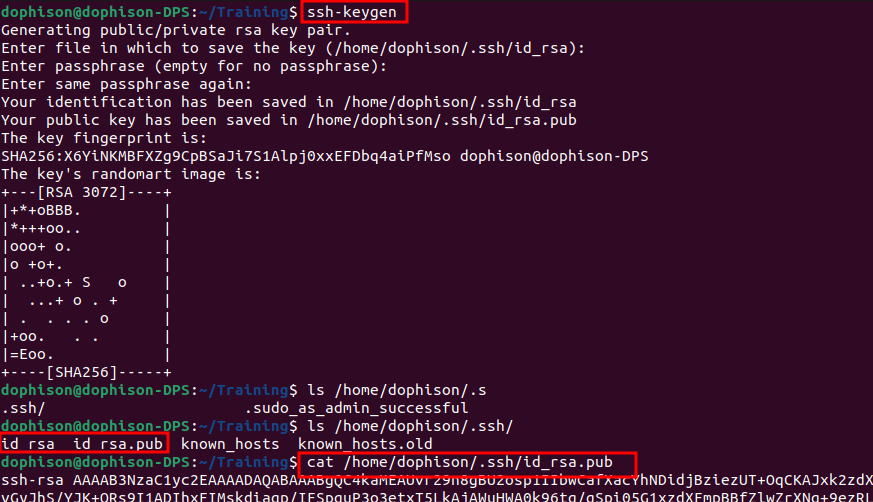 dophison@dophison-DPS:~/Training$ ssh-keygen
Generating public/private rsa key pair.
Enter file in which to save the key (/home/dophison/.ssh/id_rsa):
Enter passphrase (empty for no passphrase):
Enter same passphrase again:
Your identification has been saved in /home/dophison/.ssh/id_rsa
Your public key has been saved in /home/dophison/.ssh/id_rsa.pub
The key fingerprint is:
SHA256:X6YiNKMBFXZg9CpBSaJi7S1Alpj0xxEFDbq4aiPfMso dophison@dophison-DPS
The key's randomart image is:
+---[RSA 3072]----+
|+*+oBBB.         |
|*+++oo..         |
|ooo+ o.          |
|o +o+.           |
| ..+o.+ S   o    |
|  ...+ o . +     |
| .  . . . o      |
|+oo.   . .       |
|=Eoo.            |
+----[SHA256]-----+
dophison@dophison-DPS:~/Training$ ls /home/dophison/.s
.ssh/                      .sudo_as_admin_successful
dophison@dophison-DPS:~/Training$ ls /home/dophison/.ssh/
id_rsa  id_rsa.pub  known_hosts  known_hosts.old
dophison@dophison-DPS:~/Training$ cat /home/dophison/.ssh/id_rsa.pub
ssh-rsa